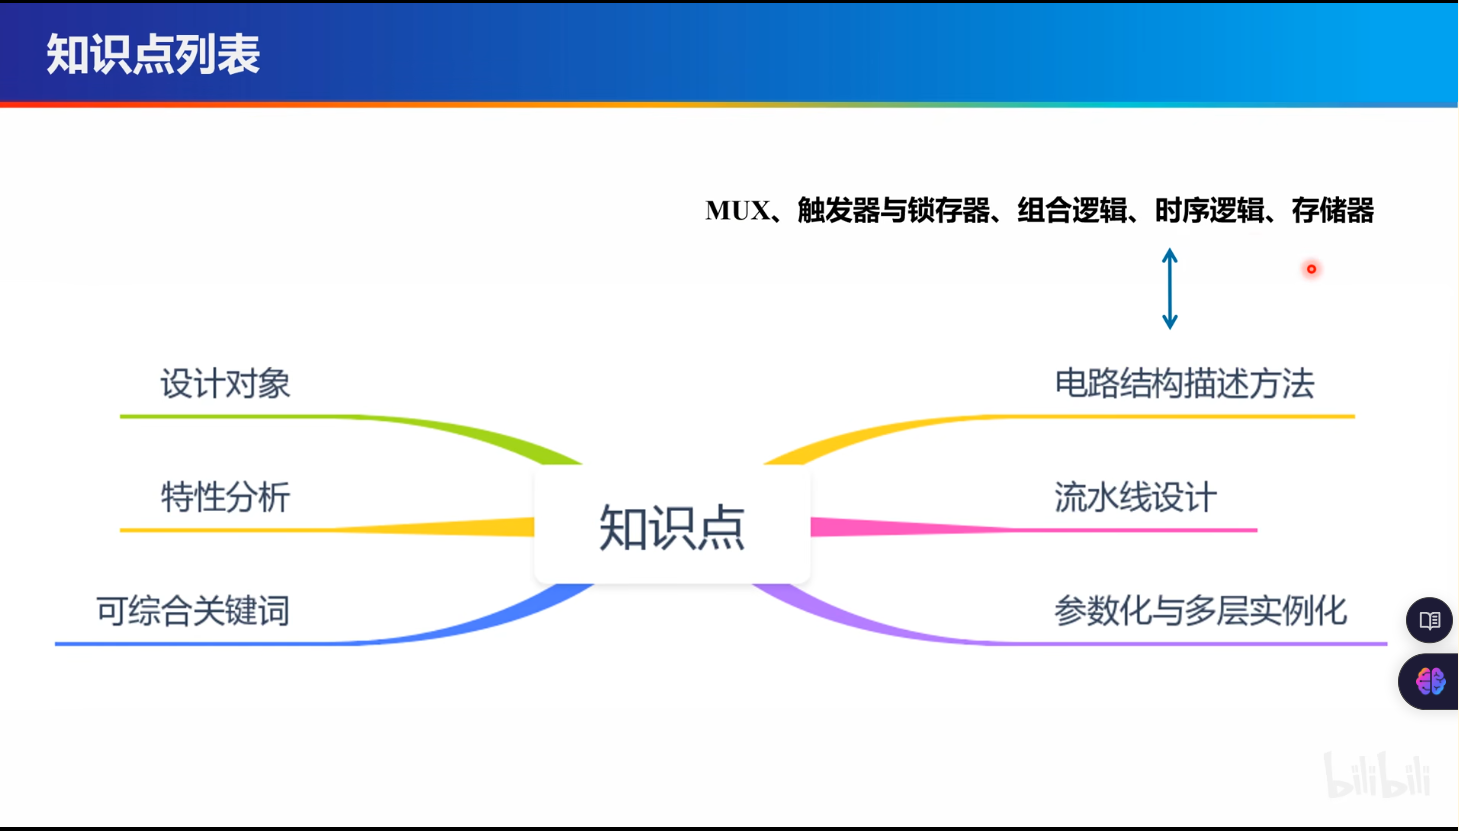 知识点列表
MUX、触发器与锁存器、组合逻辑、时序逻辑、存储器
设计对象
电路结构描述方法
特性分析
知识点
流水线设计
可综合关键词
参数化与多层实例化
bilibili